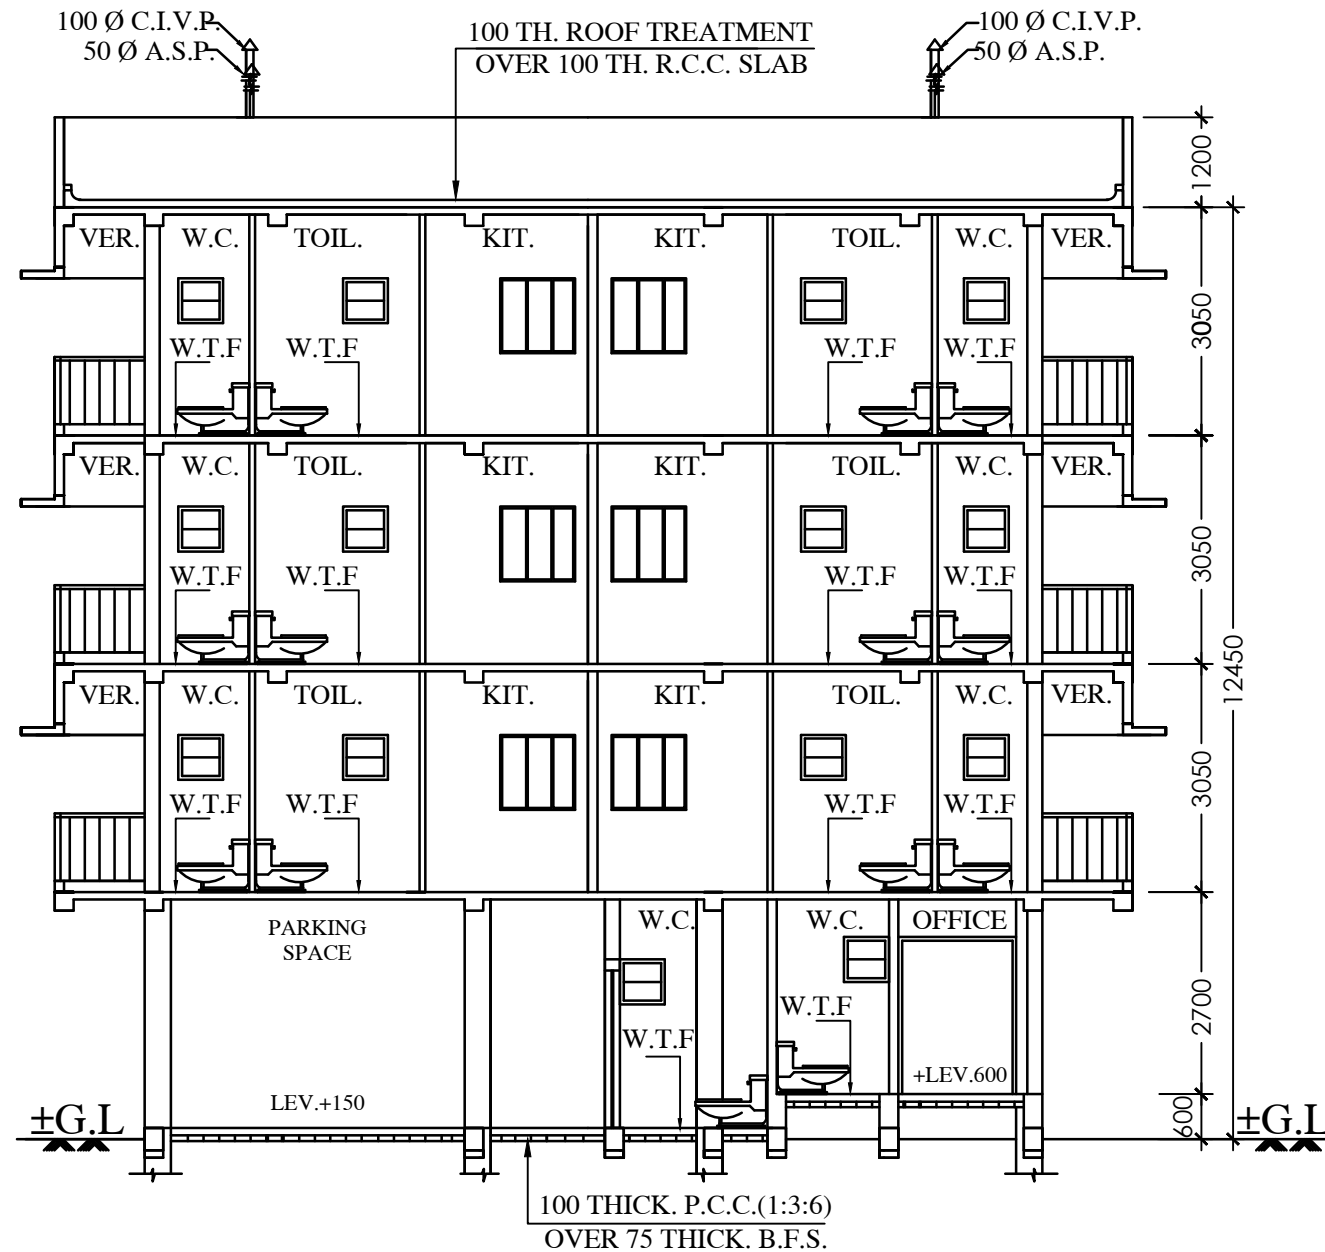 100 Ø C.I.V.P.
50 Ø A.S.P.
100 TH. ROOF TREATMENT
OVER 100 TH. R.C.C. SLAB
100 Ø C.I.V.P.
50 Ø A.S.P.
1200
VER. W.C. TOIL. KIT. KIT. TOIL. W.C. VER.
3050
W.T.F W.T.F W.T.F W.T.F
VER. W.C. TOIL. KIT. KIT. TOIL. W.C. VER.
3050
W.T.F W.T.F W.T.F W.T.F
12450
VER. W.C. TOIL. KIT. KIT. TOIL. W.C. VER.
3050
W.T.F W.T.F W.T.F W.T.F
PARKING
SPACE
W.C. W.C. OFFICE
2700
W.T.F
W.T.F
+LEV.600
LEV.+150
600
±G.L
±G.L
100 THICK. P.C.C.(1:3:6)
OVER 75 THICK. B.F.S.